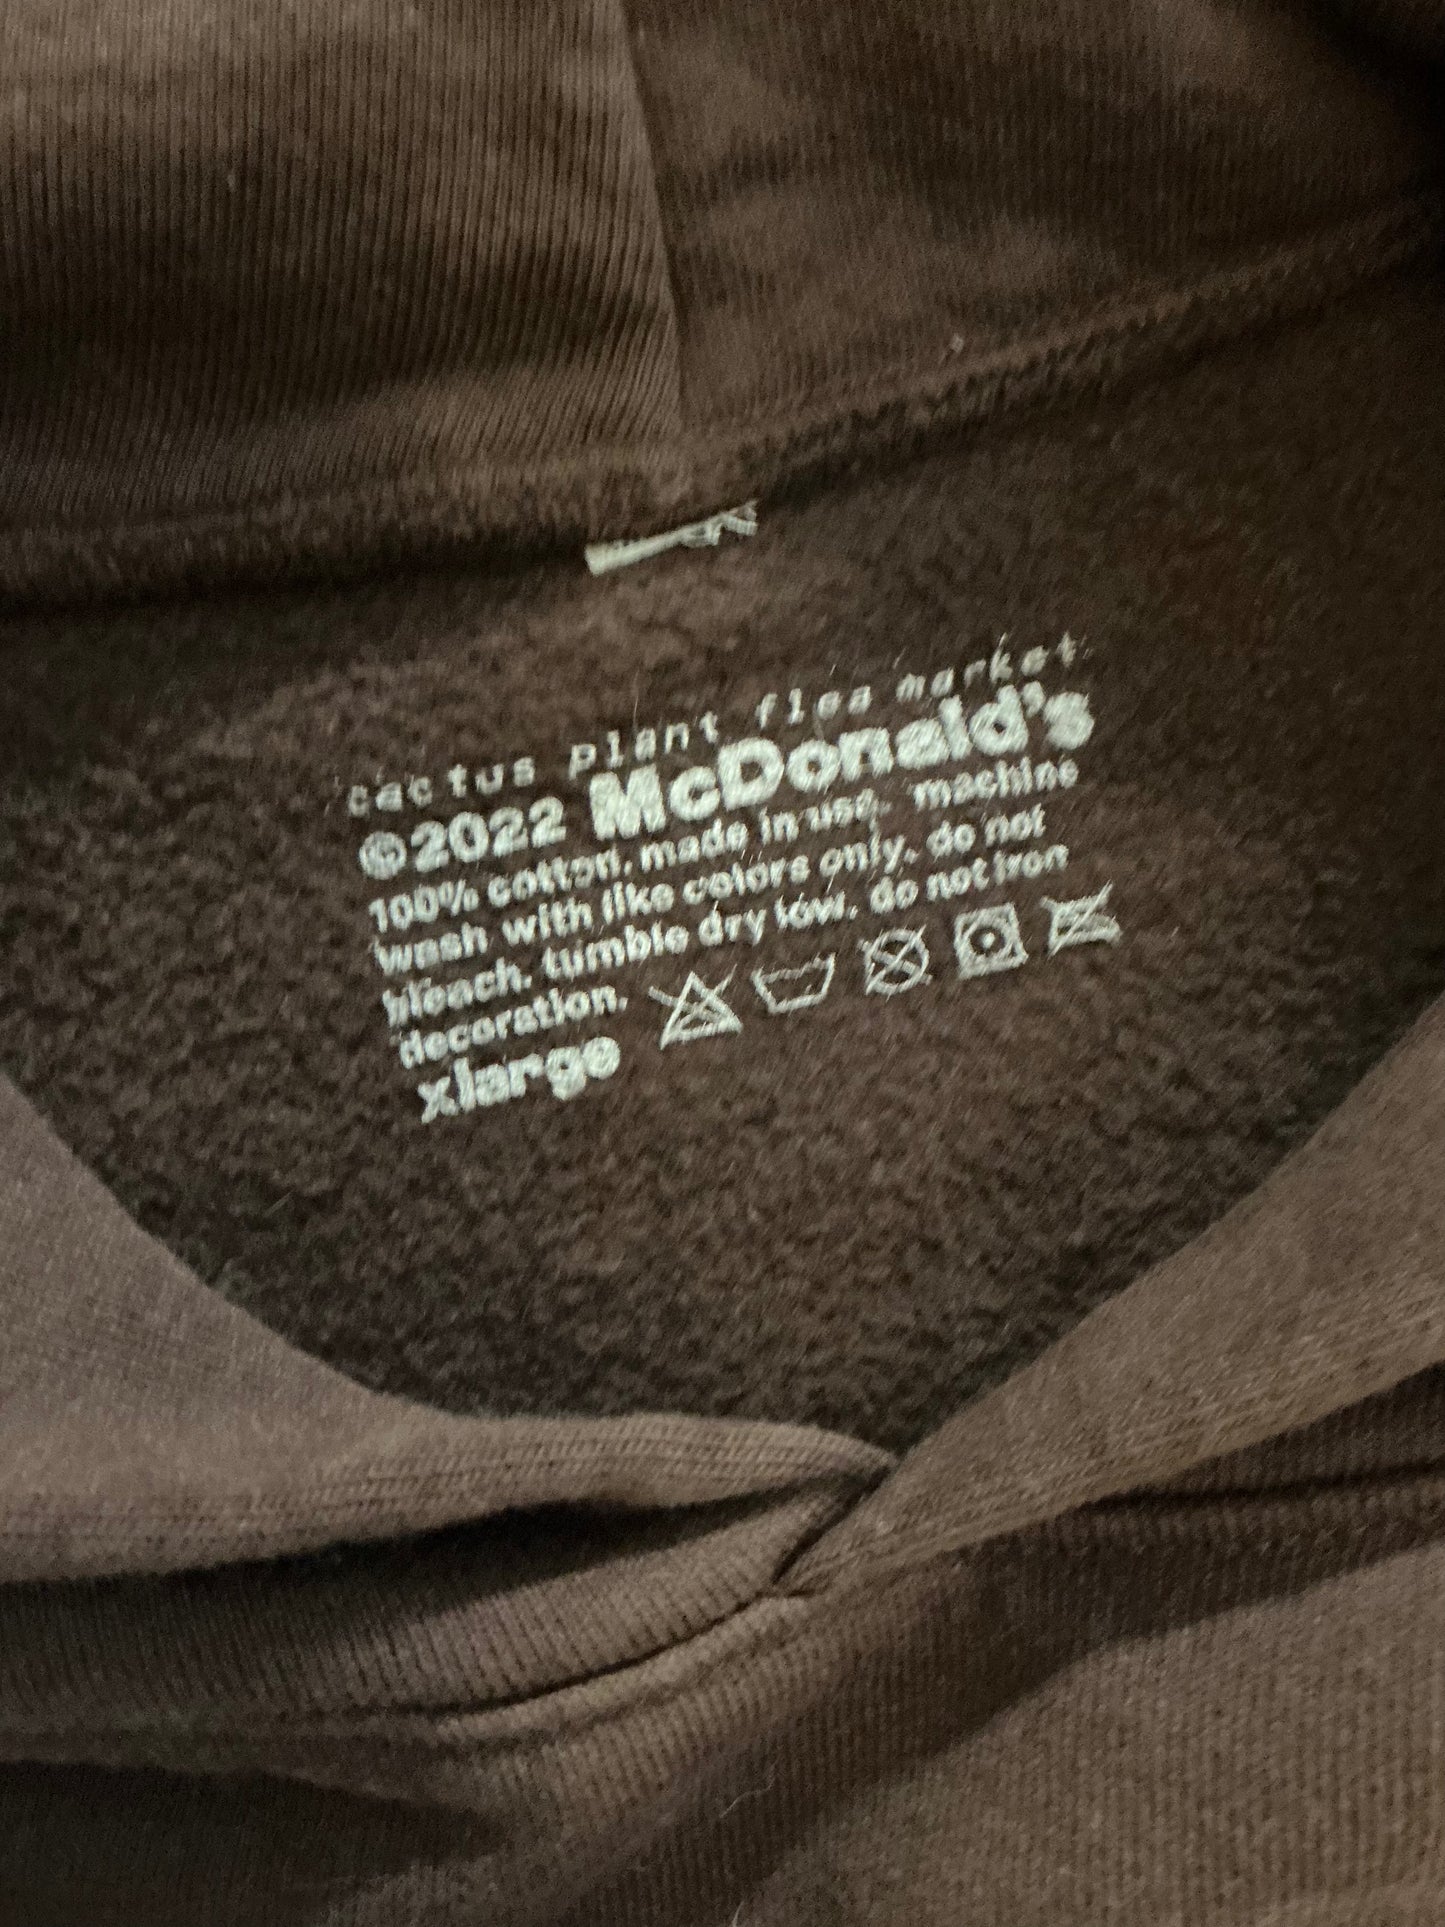 cactus plant flea market
©2022 McDonald's
100% cotton. made in usa. machine
wash with like colors only. do not
bleach. tumble dry low. do not iron
decoration.
xlarge